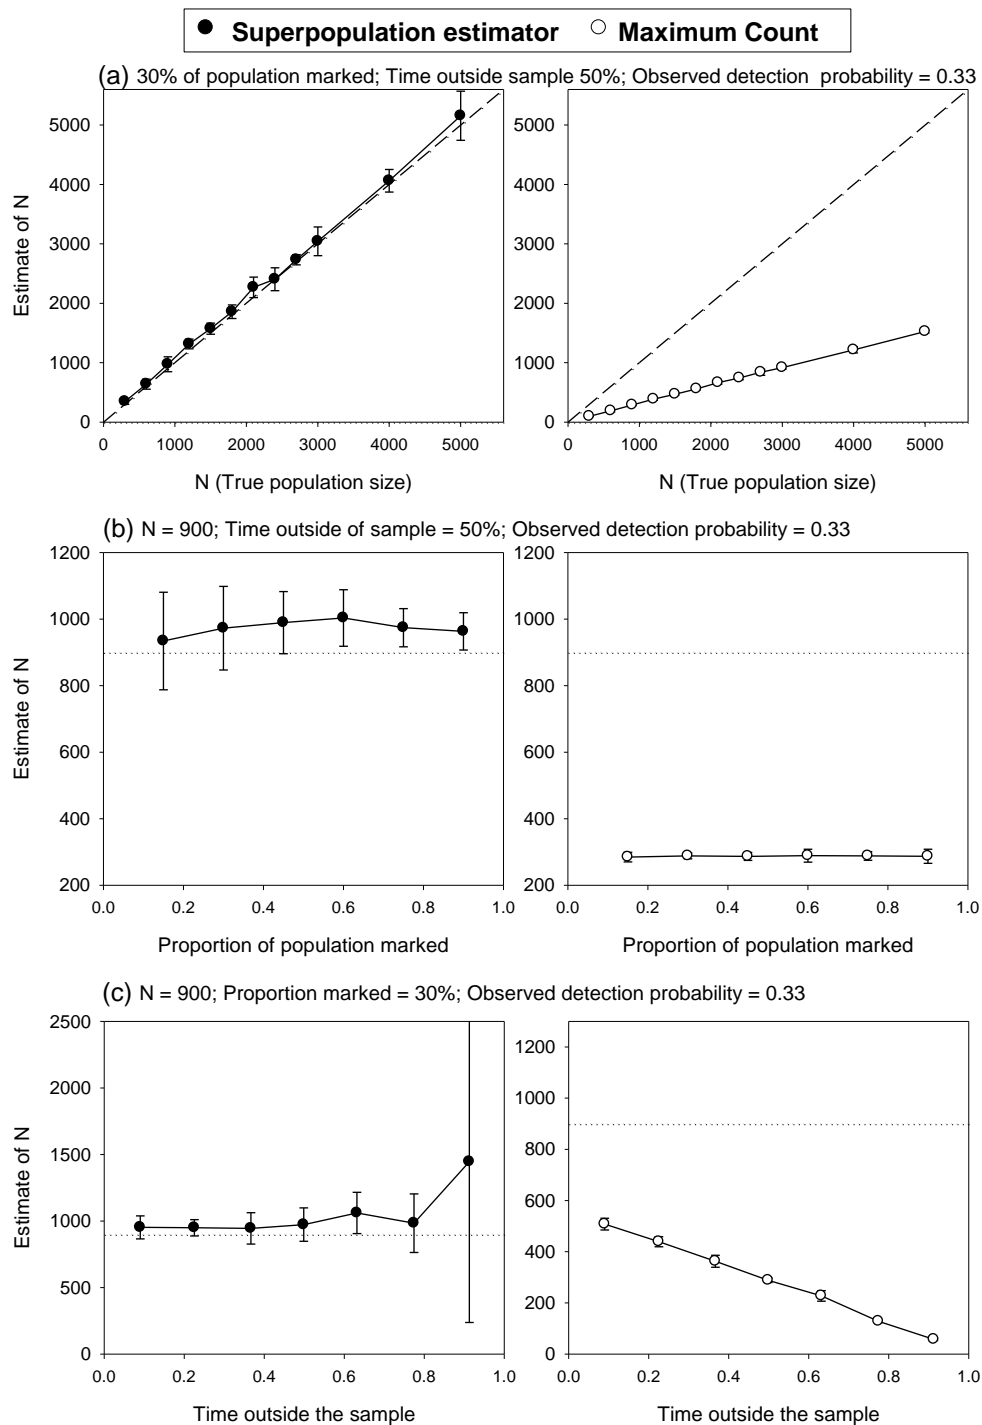 Superpopulation estimator Maximum Count
(a) 30% of population marked; Time outside sample 50%; Observed detection probability = 0.33
Estimate of N
5000
4000
3000
2000
1000
0
0 1000 2000 3000 4000 5000
N (True population size)
5000
4000
3000
2000
1000
0
0 1000 2000 3000 4000 5000
N (True population size)
(b) N = 900; Time outside of sample = 50%; Observed detection probability = 0.33
Estimate of N
1200
1000
800
600
400
200
0.0 0.2 0.4 0.6 0.8 1.0
Proportion of population marked
1200
1000
800
600
400
200
0.0 0.2 0.4 0.6 0.8 1.0
Proportion of population marked
(c) N = 900; Proportion marked = 30%; Observed detection probability = 0.33
Estimate of N
2500
2000
1500
1000
500
0
0.0 0.2 0.4 0.6 0.8 1.0
Time outside the sample
1200
1000
800
600
400
200
0
0.0 0.2 0.4 0.6 0.8 1.0
Time outside the sample